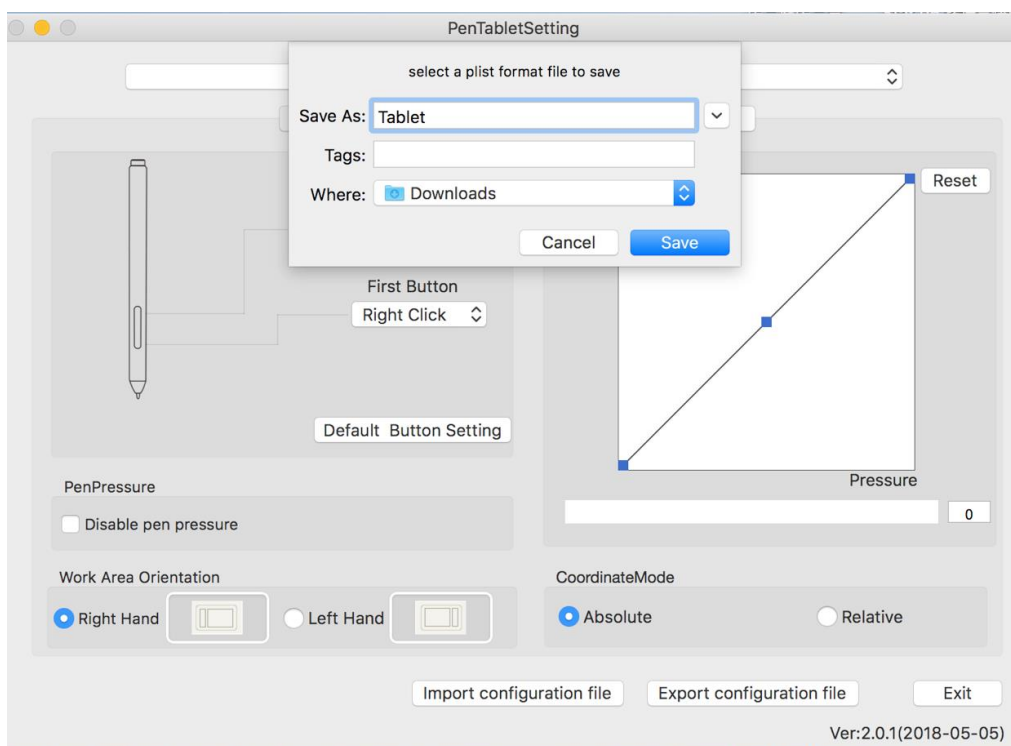 PenTabletSetting
select a plist format file to save
Save As: Tablet
Tags:
Where: Downloads
Cancel Save
Reset
First Button
Right Click
Default Button Setting
Pressure
0
PenPressure
Disable pen pressure
Work Area Orientation
Right Hand Left Hand
CoordinateMode
Absolute Relative
Import configuration file Export configuration file Exit
Ver:2.0.1(2018-05-05)